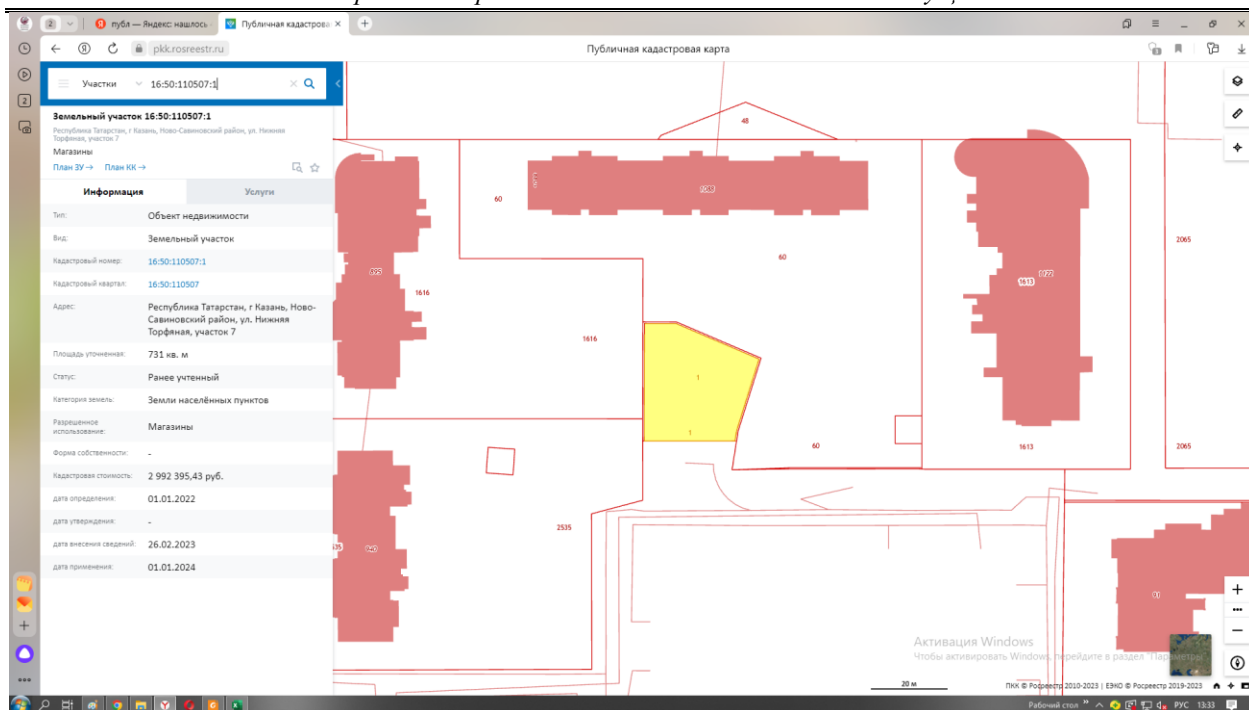 2
публ — Яндекс: нашлось
Публичная кадастрова
pkk.rosreestr.ru
Публичная кадастровая карта
2
Участки
16:50:110507:1
Земельный участок 16:50:110507:1
Республика Татарстан, г Казань, Ново-Савиновский район, ул. Нижняя
Торфяная, участок 7
Магазины
План ЗУ →
План КК →
Информация
Услуги
Тип:
Объект недвижимости
Вид:
Земельный участок
Кадастровый номер:
16:50:110507:1
Кадастровый квартал:
16:50:110507
Адрес:
Республика Татарстан, г Казань, Ново-
Савиновский район, ул. Нижняя
Торфяная, участок 7
Площадь уточненная:
731 кв. м
Статус:
Ранее учтенный
Категория земель:
Земли населённых пунктов
Разрешенное
использование:
Магазины
Форма собственности:
-
Кадастровая стоимость:
2 992 395,43 руб.
дата определения:
01.01.2022
дата утверждения:
-
дата внесения сведений:
26.02.2023
дата применения:
01.01.2024
48
60
60
2065
1616
1613
1616
1
1
60
1613
2065
2535
91
Активация Windows
Чтобы активировать Windows, перейдите в раздел "Параметры
20 м
ПКК © Росреестр 2010-2023 | ЕЭКО © Росреестр 2019-2023
Рабочий стол
РУС
13:33